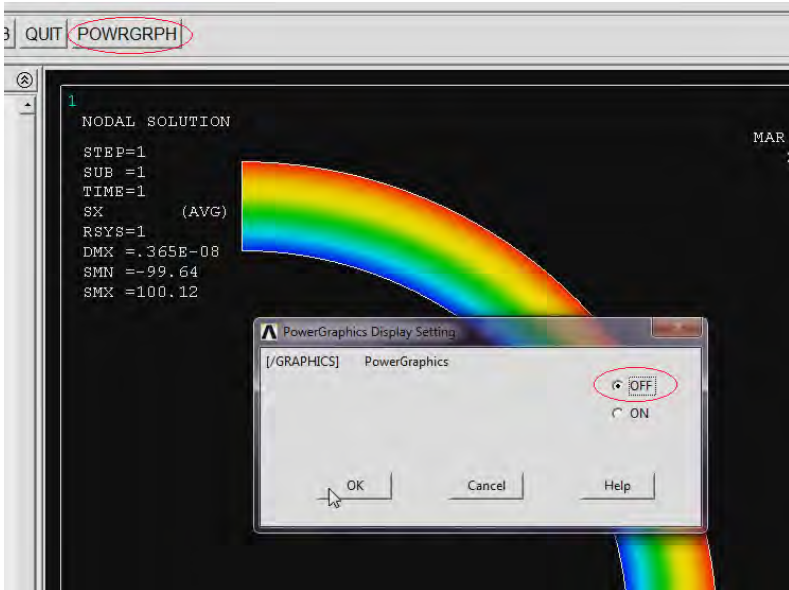 QUIT POWRGRPH
1
NODAL SOLUTION
MAR
STEP=1
SUB =1
TIME=1
SX (AVG)
RSYS=1
DMX =.365E-08
SMN =-99.64
SMX =100.12
PowerGraphics Display Setting
[/GRAPHICS] PowerGraphics
OFF
ON
OK Cancel Help